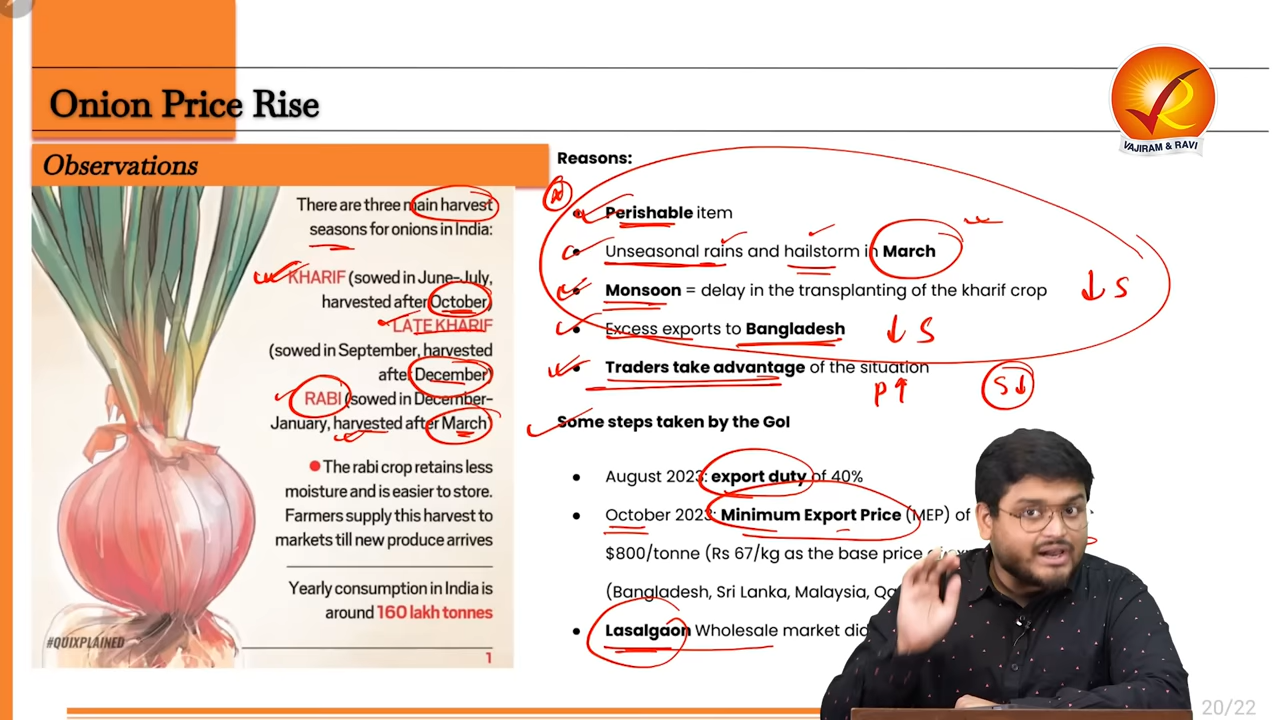 Onion Price Rise
VAJIRAM & RAVI
Observations
There are three main harvest
seasons for onions in India:
KHARIF (sowed in June-July,
harvested after October)
LATE KHARIF
(sowed in September, harvested
after December)
RABI (sowed in December-
January, harvested after March)
● The rabi crop retains less
moisture and is easier to store.
Farmers supply this harvest to
markets till new produce arrives
Yearly consumption in India is
around 160 lakh tonnes
#QUIXPLAINED
1
Reasons:
• Perishable item
• Unseasonal rains and hailstorm in March
• Monsoon = delay in the transplanting of the kharif crop
↓ S
• Excess exports to Bangladesh
↓ S
• Traders take advantage of the situation
P↑
S↓
Some steps taken by the GoI
• August 2023: export duty of 40%
• October 2023: Minimum Export Price (MEP) of
$800/tonne (Rs 67/kg as the base price
(Bangladesh, Sri Lanka, Malaysia,
• Lasalgaon Wholesale market
20/22